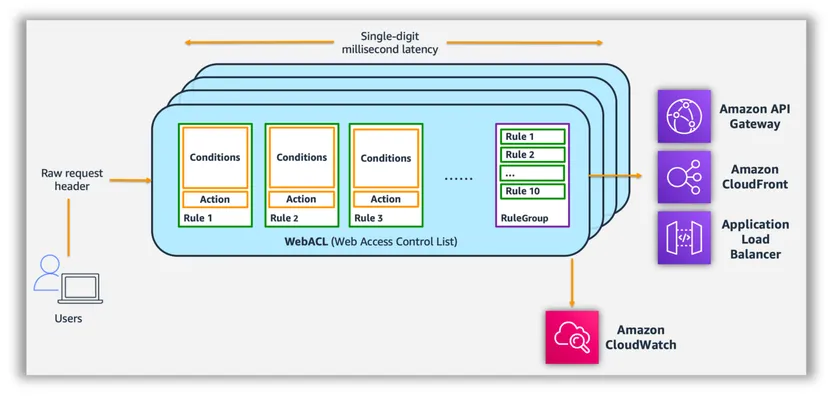 Single-digit
millisecond latency
Raw request
header
Users
Conditions
Action
Rule 1
Conditions
Action
Rule 2
Conditions
Action
Rule 3
......
Rule 1
Rule 2
...
Rule 10
RuleGroup
WebACL (Web Access Control List)
Amazon API
Gateway
Amazon
CloudFront
Application
Load
Balancer
Amazon
CloudWatch